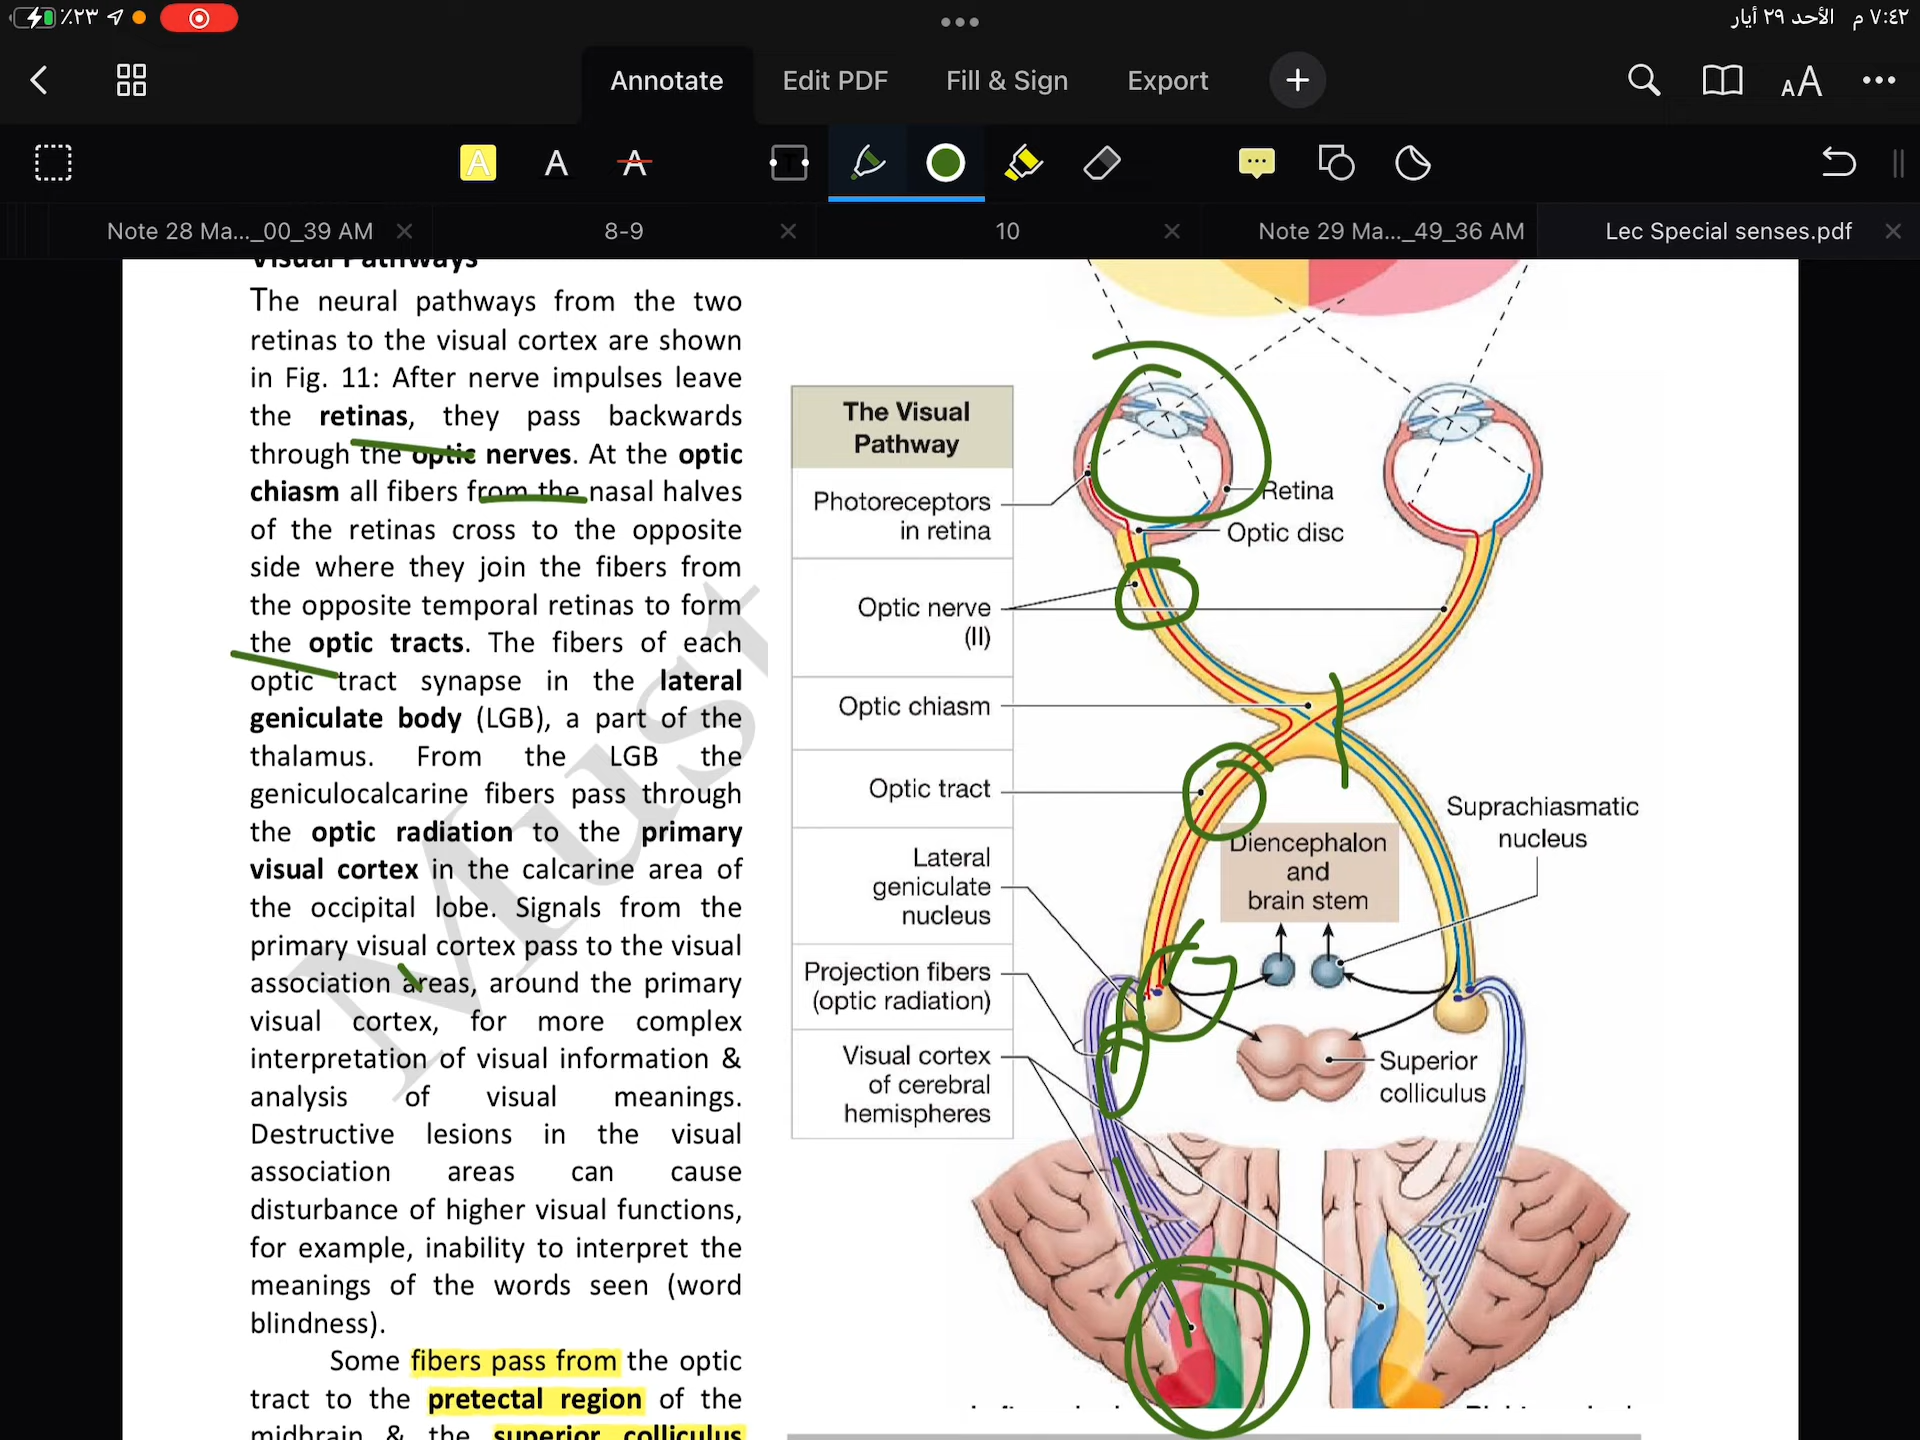 ٪٢٣
٧:٤٢ م الأحد ٢٩ أيار
Annotate
Edit PDF
Fill & Sign
Export
Note 28 Ma..._00_39 AM
8-9
10
Note 29 Ma..._49_36 AM
Lec Special senses.pdf
Visual Pathways
The neural pathways from the two
retinas to the visual cortex are shown
in Fig. 11: After nerve impulses leave
the retinas, they pass backwards
through the optic nerves. At the optic
chiasm all fibers from the nasal halves
of the retinas cross to the opposite
side where they join the fibers from
the opposite temporal retinas to form
the optic tracts. The fibers of each
optic tract synapse in the lateral
geniculate body (LGB), a part of the
thalamus. From the LGB the
geniculocalcarine fibers pass through
the optic radiation to the primary
visual cortex in the calcarine area of
the occipital lobe. Signals from the
primary visual cortex pass to the visual
association areas, around the primary
visual cortex, for more complex
interpretation of visual information &
analysis of visual meanings.
Destructive lesions in the visual
association areas can cause
disturbance of higher visual functions,
for example, inability to interpret the
meanings of the words seen (word
blindness).
Some fibers pass from the optic
tract to the pretectal region of the
midbrain & the superior colliculus
Must
The Visual
Pathway
Photoreceptors
in retina
Optic nerve
(II)
Optic chiasm
Optic tract
Lateral
geniculate
nucleus
Projection fibers
(optic radiation)
Visual cortex
of cerebral
hemispheres
Retina
Optic disc
Suprachiasmatic
nucleus
Diencephalon
and
brain stem
Superior
colliculus